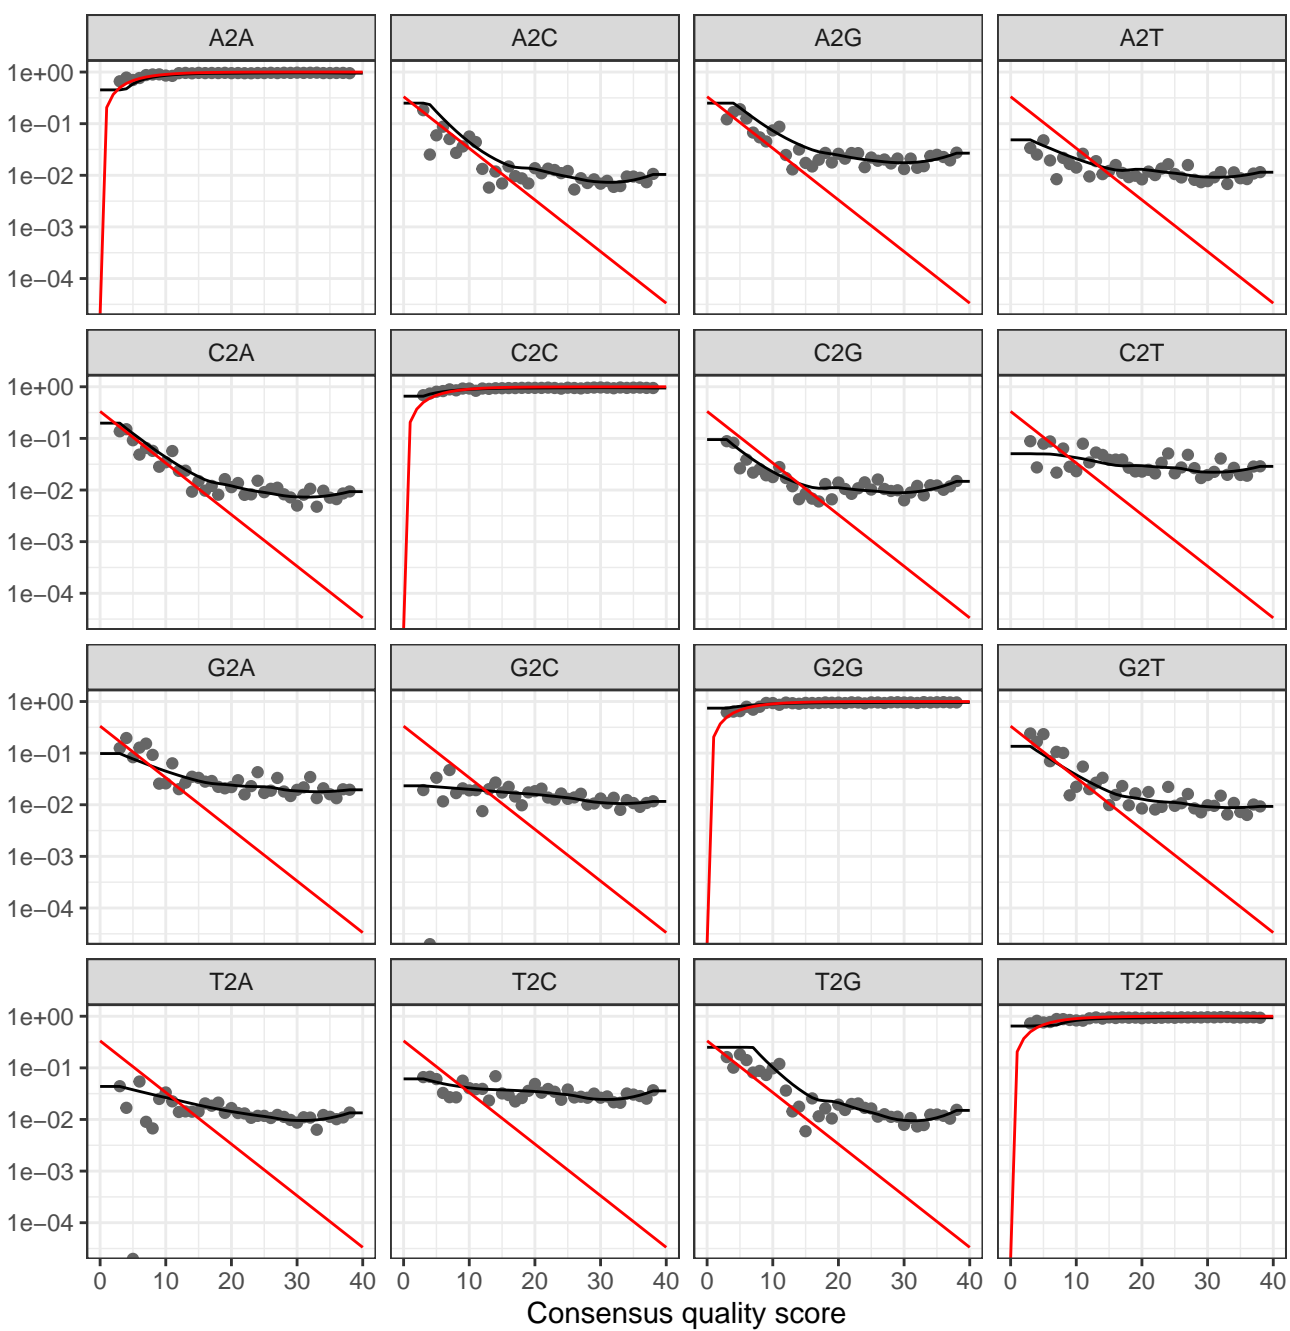 A2A A2C A2G A2T
1e+00
1e−01
1e−02
1e−03
1e−04
C2A C2C C2G C2T
1e+00
1e−01
1e−02
1e−03
1e−04
G2A G2C G2G G2T
1e+00
1e−01
1e−02
1e−03
1e−04
T2A T2C T2G T2T
1e+00
1e−01
1e−02
1e−03
1e−04
0 10 20 30 40 0 10 20 30 40 0 10 20 30 40 0 10 20 30 40
Consensus quality score